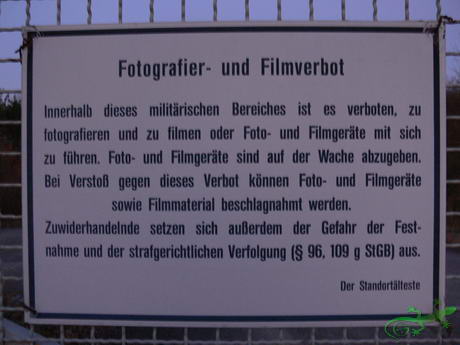 Fotografier- und Filmverbot
Innerhalb dieses militärischen Bereiches ist es verboten, zu
fotografieren und zu filmen oder Foto- und Filmgeräte mit sich
zu führen. Foto- und Filmgeräte sind auf der Wache abzugeben.
Bei Verstoß gegen dieses Verbot können Foto- und Filmgeräte
sowie Filmmaterial beschlagnahmt werden.
Zuwiderhandelnde setzen sich außerdem der Gefahr der Fest-
nahme und der strafgerichtlichen Verfolgung (§ 96, 109 g StGB) aus.
Der Standortälteste